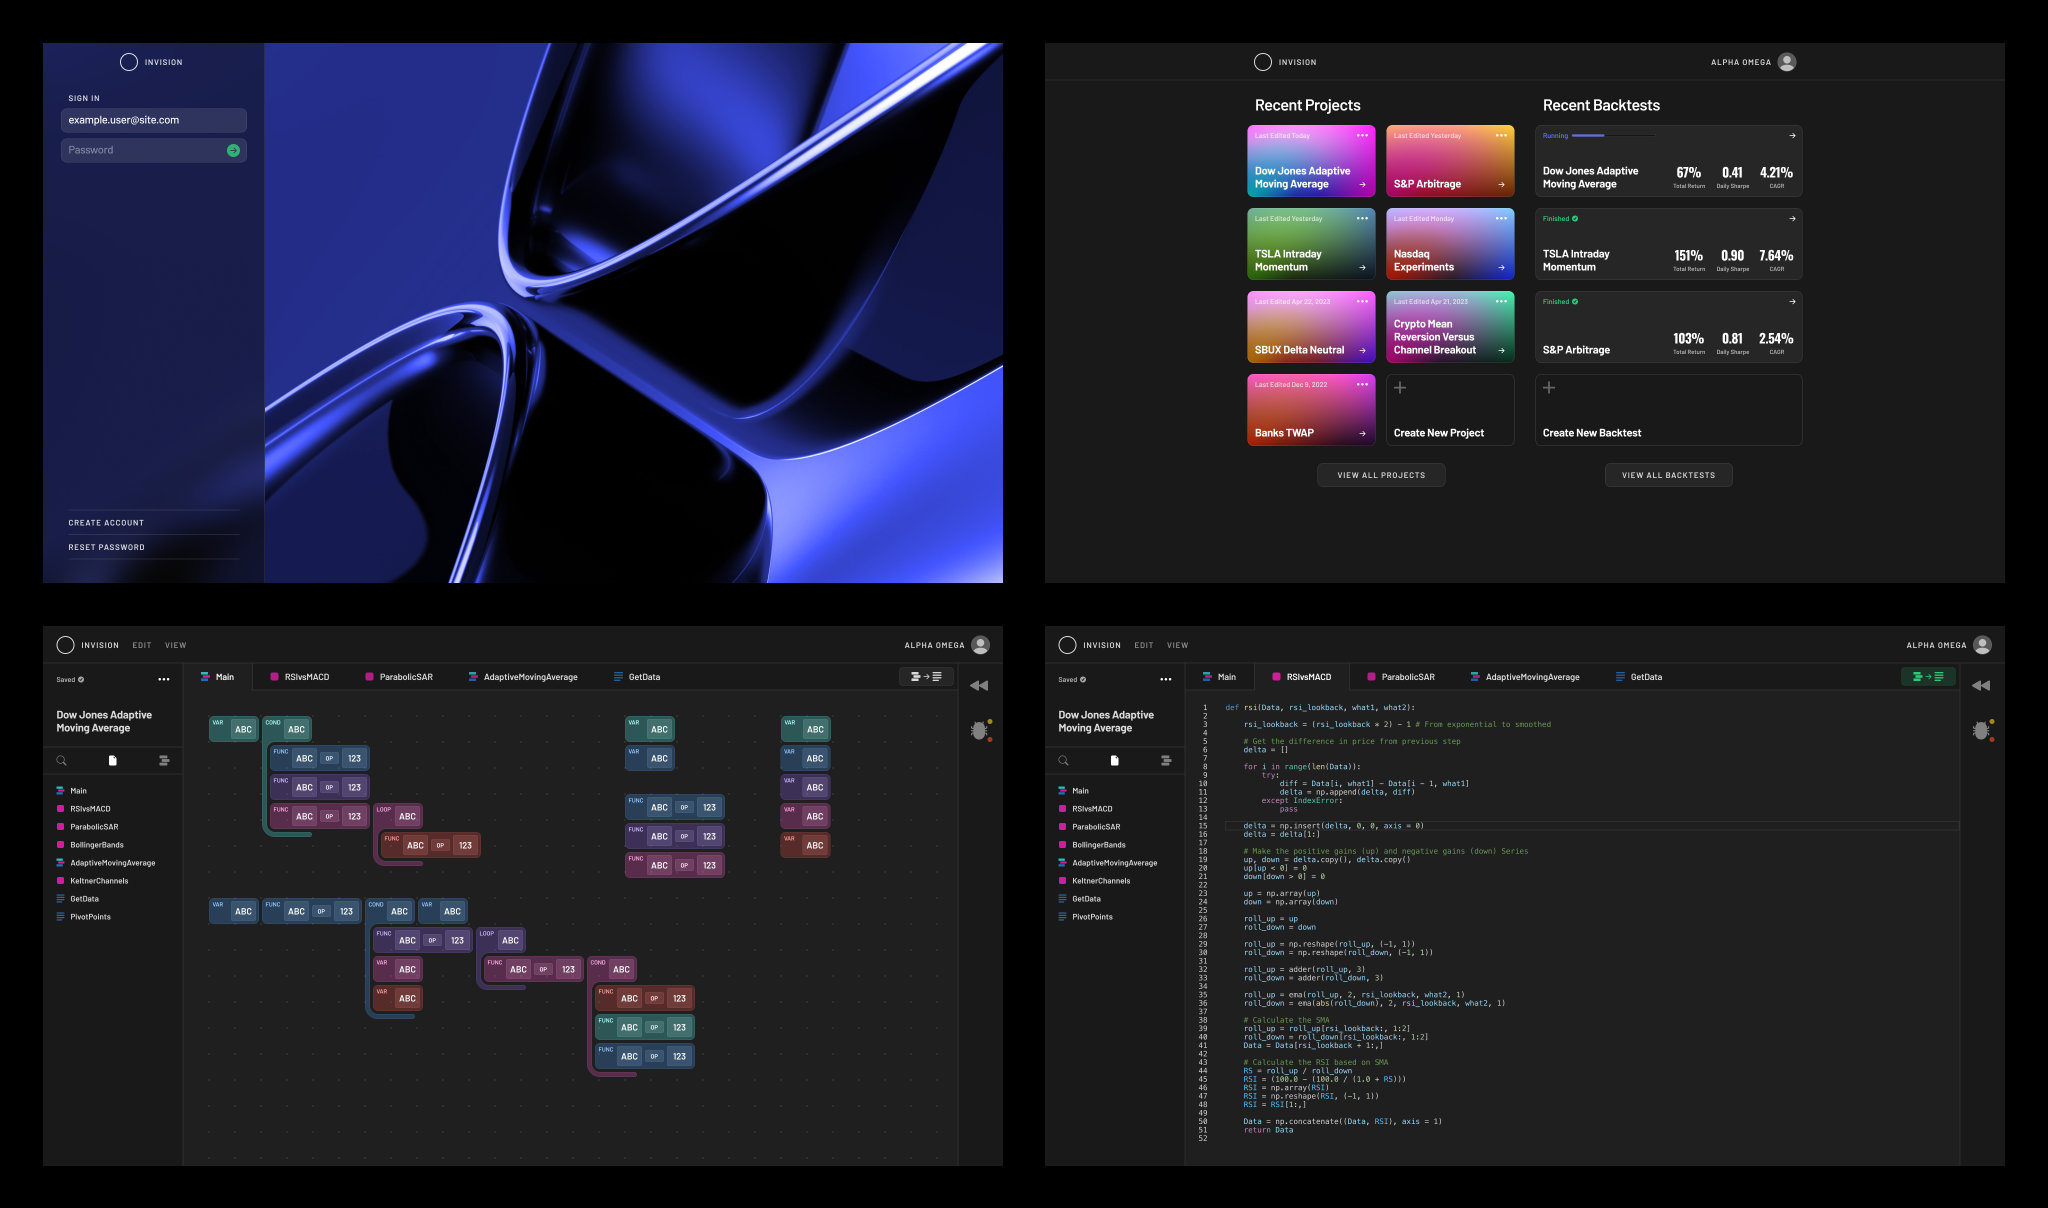 INVISION
SIGN IN
example.user@site.com
Password
CREATE ACCOUNT
RESET PASSWORD
INVISION
ALPHA OMEGA
Recent Projects
Last Edited Today
Dow Jones Adaptive
Moving Average
Last Edited Yesterday
S&P Arbitrage
Last Edited Yesterday
TSLA Intraday
Momentum
Last Edited Monday
Nasdaq
Experiments
Last Edited Apr 22, 2023
SBUX Delta Neutral
Last Edited Apr 21, 2023
Crypto Mean
Reversion Versus
Channel Breakout
Last Edited Dec 9, 2022
Banks TWAP
Create New Project
VIEW ALL PROJECTS
Recent Backtests
Running
Dow Jones Adaptive
Moving Average
67% 0.41 4.21%
Total Return Daily Sharpe CAGR
Finished
TSLA Intraday
Momentum
151% 0.90 7.64%
Total Return Daily Sharpe CAGR
Finished
S&P Arbitrage
103% 0.81 2.54%
Total Return Daily Sharpe CAGR
Create New Backtest
VIEW ALL BACKTESTS
INVISION EDIT VIEW
ALPHA OMEGA
Saved
Dow Jones Adaptive
Moving Average
Main
RSIvsMACD
ParabolicSAR
BollingerBands
AdaptiveMovingAverage
KeltnerChannels
GetData
PivotPoints
Main RSIvsMACD ParabolicSAR AdaptiveMovingAverage GetData
VAR ABC COND ABC
FUNC ABC OP 123
FUNC ABC OP 123
FUNC ABC OP 123 LOOP ABC
FUNC ABC OP 123
VAR ABC
VAR ABC
FUNC ABC OP 123
FUNC ABC OP 123
FUNC ABC OP 123
VAR ABC
VAR ABC
VAR ABC
VAR ABC
VAR ABC
VAR ABC FUNC ABC OP 123 COND ABC VAR ABC
FUNC ABC OP 123 LOOP ABC
VAR ABC FUNC ABC OP 123 COND ABC
VAR ABC FUNC ABC OP 123
FUNC ABC OP 123
FUNC ABC OP 123
INVISION EDIT VIEW
ALPHA OMEGA
Saved
Dow Jones Adaptive
Moving Average
Main
RSIvsMACD
ParabolicSAR
BollingerBands
AdaptiveMovingAverage
KeltnerChannels
GetData
PivotPoints
Main RSIvsMACD ParabolicSAR AdaptiveMovingAverage GetData
1 def rsi(Data, rsi_lookback, what1, what2):
2
3 rsi_lookback = (rsi_lookback * 2) - 1 # From exponential to smoothed
4
5 # Get the difference in price from previous step
6 delta = []
7
8 for i in range(len(Data)):
9 try:
10 diff = Data[i, what1] - Data[i - 1, what1]
11 delta = np.append(delta, diff)
12 except IndexError:
13 pass
14
15 delta = np.insert(delta, 0, 0, axis = 0)
16 delta = delta[1:]
17
18 # Make the positive gains (up) and negative gains (down) Series
19 up, down = delta.copy(), delta.copy()
20 up[up < 0] = 0
21 down[down > 0] = 0
22
23 up = np.array(up)
24 down = np.array(down)
25
26 roll_up = up
27 roll_down = down
28
29 roll_up = np.reshape(roll_up, (-1, 1))
30 roll_down = np.reshape(roll_down, (-1, 1))
31
32 roll_up = adder(roll_up, 3)
33 roll_down = adder(roll_down, 3)
34
35 roll_up = ema(roll_up, 2, rsi_lookback, what2, 1)
36 roll_down = ema(abs(roll_down), 2, rsi_lookback, what2, 1)
37
38 # Calculate the SMA
39 roll_up = roll_up[rsi_lookback:, 1:2]
40 roll_down = roll_down[rsi_lookback:, 1:2]
41 Data = Data[rsi_lookback + 1:,]
42
43 # Calculate the RSI based on SMA
44 RS = roll_up / roll_down
45 RSI = (100.0 - (100.0 / (1.0 + RS)))
46 RSI = np.array(RSI)
47 RSI = np.reshape(RSI, (-1, 1))
48 RSI = RSI[1:,]
49
50 Data = np.concatenate((Data, RSI), axis = 1)
51 return Data
52